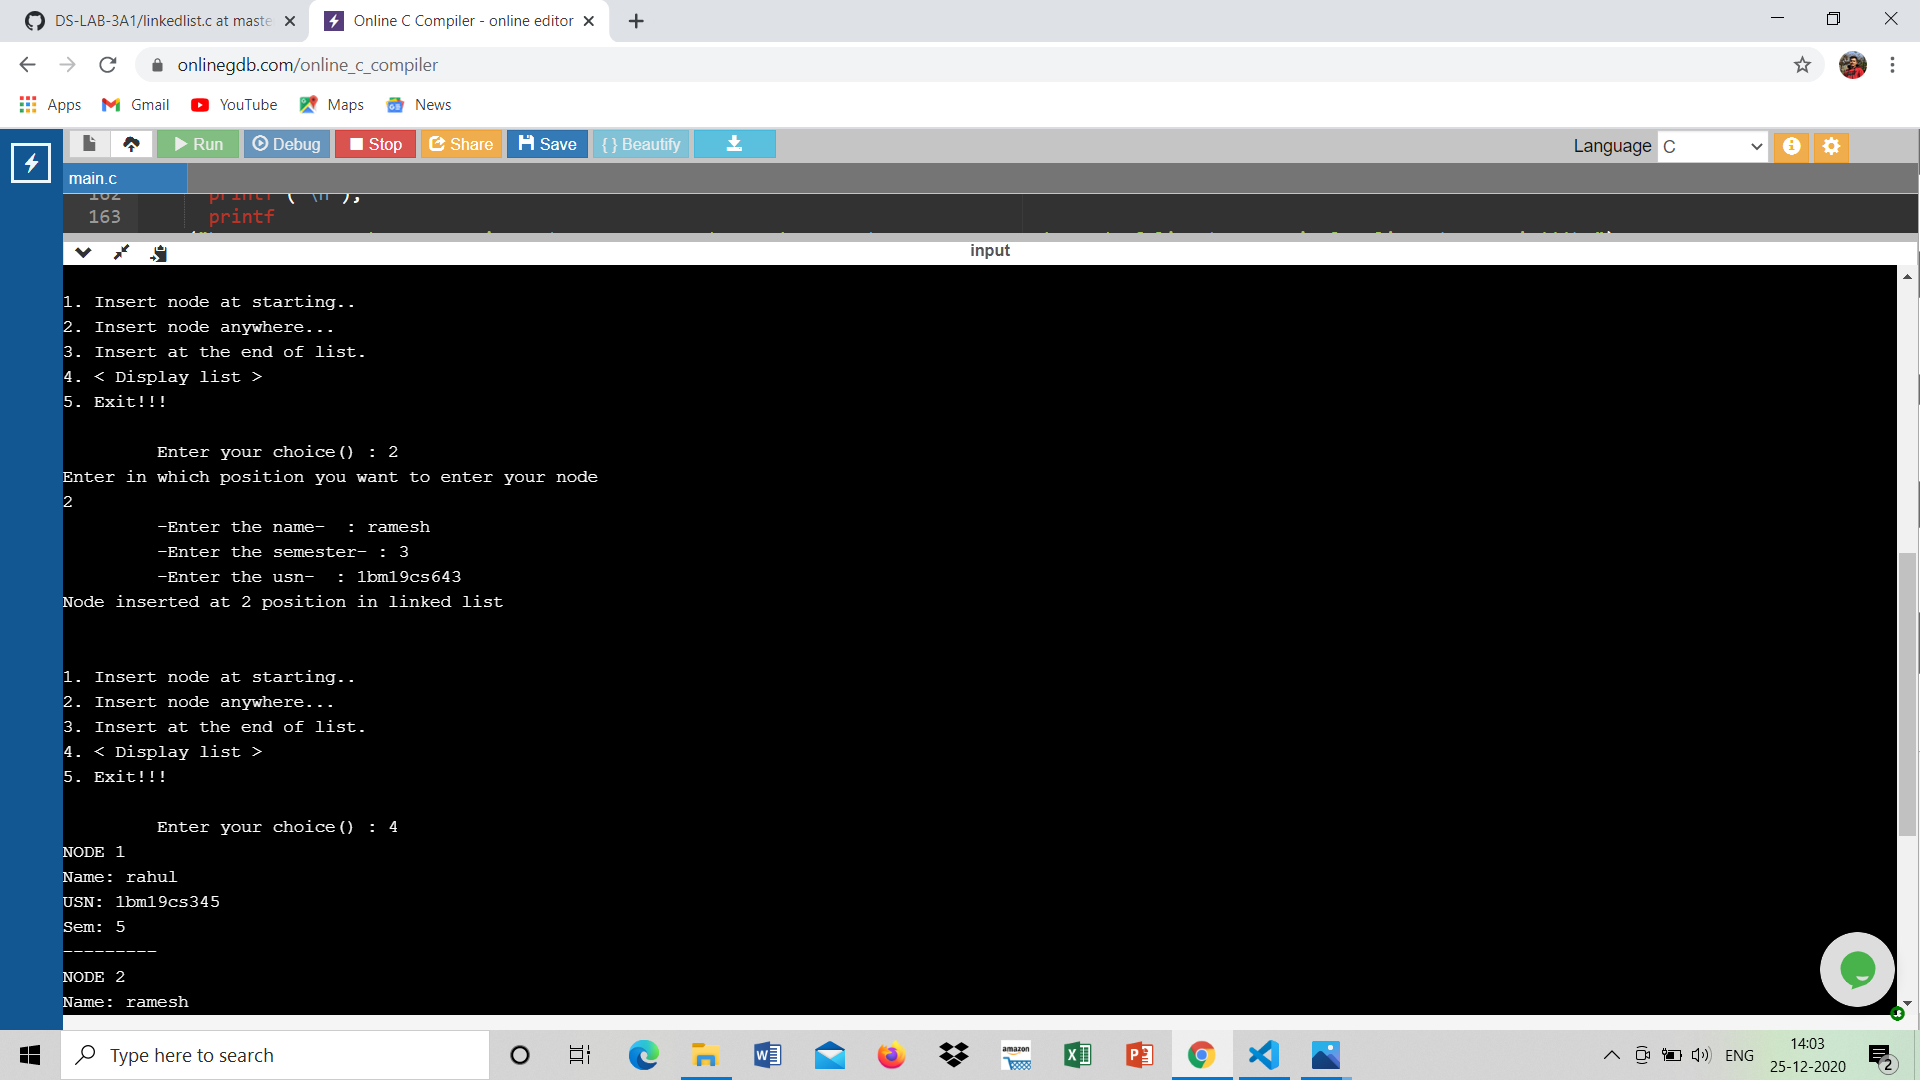 DS-LAB-3A1/linkedlist.c at maste
Online C Compiler - online editor
onlinegdb.com/online_c_compiler
Apps Gmail YouTube Maps News
Run Debug Stop Share Save {} Beautify Language C
main.c
162 printf ("\n");
163 printf
input
1. Insert node at starting..
2. Insert node anywhere...
3. Insert at the end of list.
4. < Display list >
5. Exit!!!
Enter your choice() : 2
Enter in which position you want to enter your node
2
-Enter the name-  : ramesh
-Enter the semester- : 3
-Enter the usn-  : 1bm19cs643
Node inserted at 2 position in linked list
1. Insert node at starting..
2. Insert node anywhere...
3. Insert at the end of list.
4. < Display list >
5. Exit!!!
Enter your choice() : 4
NODE 1
Name: rahul
USN: 1bm19cs345
Sem: 5
---------
NODE 2
Name: ramesh
Type here to search
amazon
ENG
14:03
25-12-2020
2